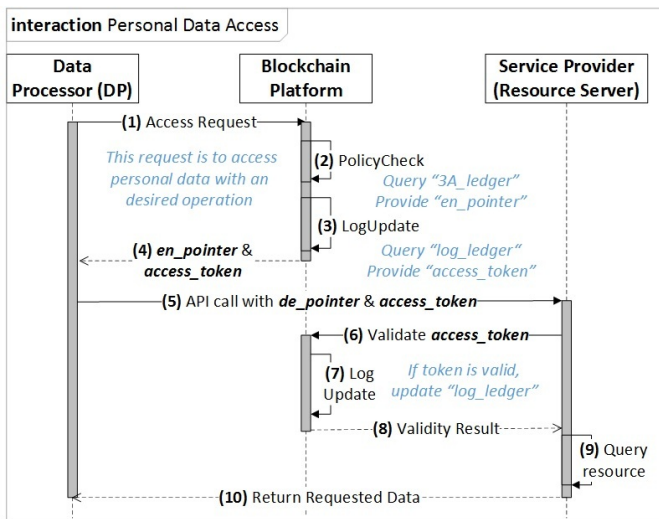 interaction Personal Data Access
Data
Processor (DP)
Blockchain
Platform
Service Provider
(Resource Server)
(1) Access Request
This request is to access
personal data with an
desired operation
(2) PolicyCheck
Query “3A_ledger”
Provide “en_pointer”
(3) LogUpdate
(4) en_pointer &
access_token
Query “log_ledger”
Provide “access_token”
(5) API call with de_pointer & access_token
(6) Validate access_token
(7) Log
Update
If token is valid,
update “log_ledger”
(8) Validity Result
(9) Query
resource
(10) Return Requested Data